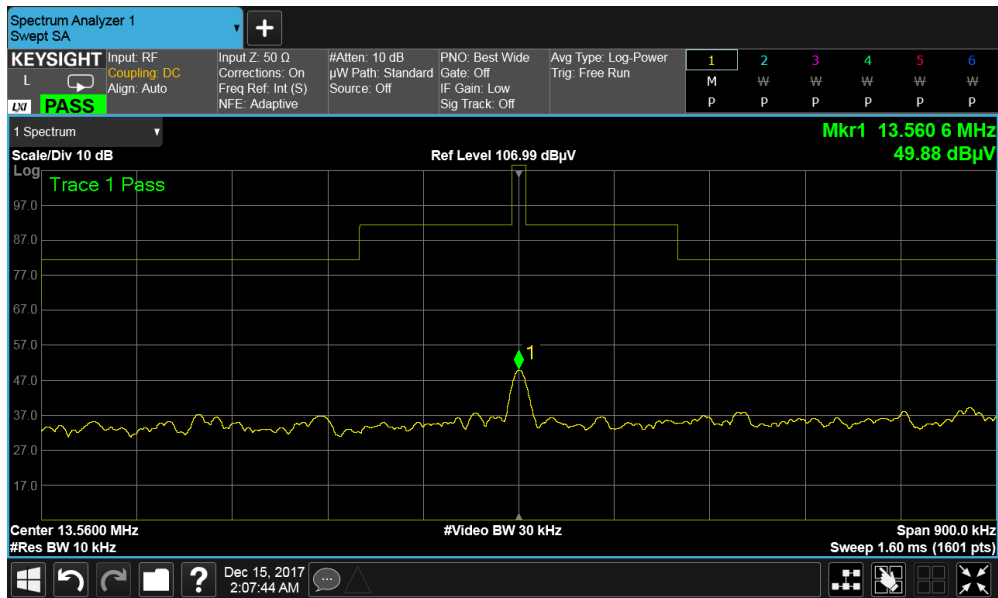 Spectrum Analyzer 1
Swept SA
+
KEYSIGHT
L
LXI PASS
Input: RF
Coupling: DC
Align: Auto
Input Z: 50 Ω
Corrections: On
Freq Ref: Int (S)
NFE: Adaptive
#Atten: 10 dB
µW Path: Standard
Source: Off
PNO: Best Wide
Gate: Off
IF Gain: Low
Sig Track: Off
Avg Type: Log-Power
Trig: Free Run
1 2 3 4 5 6
M W W W W W
P P P P P P
1 Spectrum
Mkr1 13.560 6 MHz
Scale/Div 10 dB
Ref Level 106.99 dBµV
49.88 dBµV
Log
Trace 1 Pass
97.0
87.0
77.0
67.0
57.0
1
47.0
37.0
27.0
17.0
Center 13.5600 MHz
#Video BW 30 kHz
Span 900.0 kHz
#Res BW 10 kHz
Sweep 1.60 ms (1601 pts)
?
Dec 15, 2017
2:07:44 AM